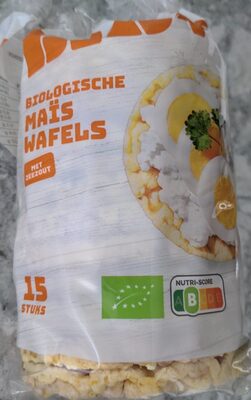 BIOLOGISCHE
MAÏS
WAFELS
MET
ZEEZOUT
15
STUKS
NUTRI-SCORE
A B C D E